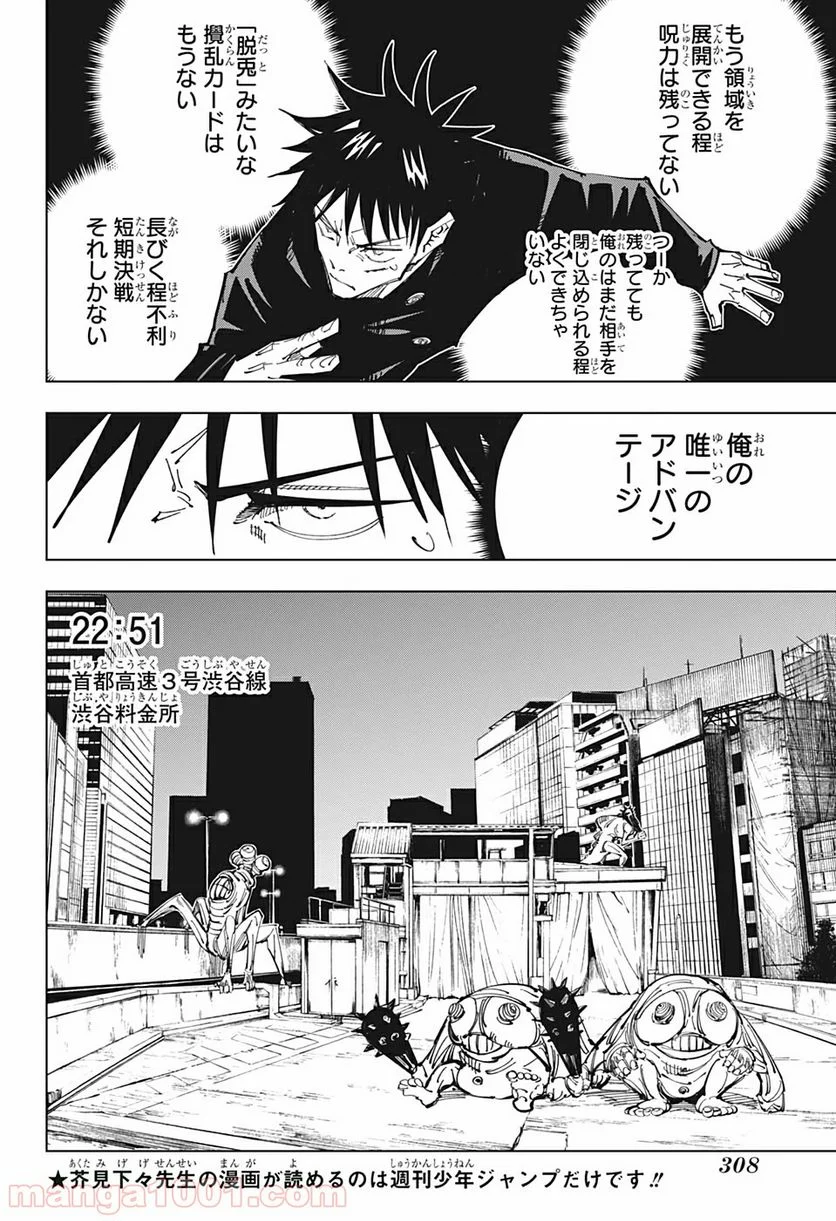 もう領域を
展開できる程
呪力は残ってない
つーか
残ってても
俺のはまだ相手を
閉じ込められる程
よくできちゃ
いない
「脱兎」みたいな
攪乱カードは
もうない
長びく程不利
短期決戦
それしかない
俺の
唯一の
アドバン
テージ
22:51
首都高速3号渋谷線
渋谷料金所
308
★芥見下々先生の漫画が読めるのは週刊少年ジャンプだけです!!
manga1001.com